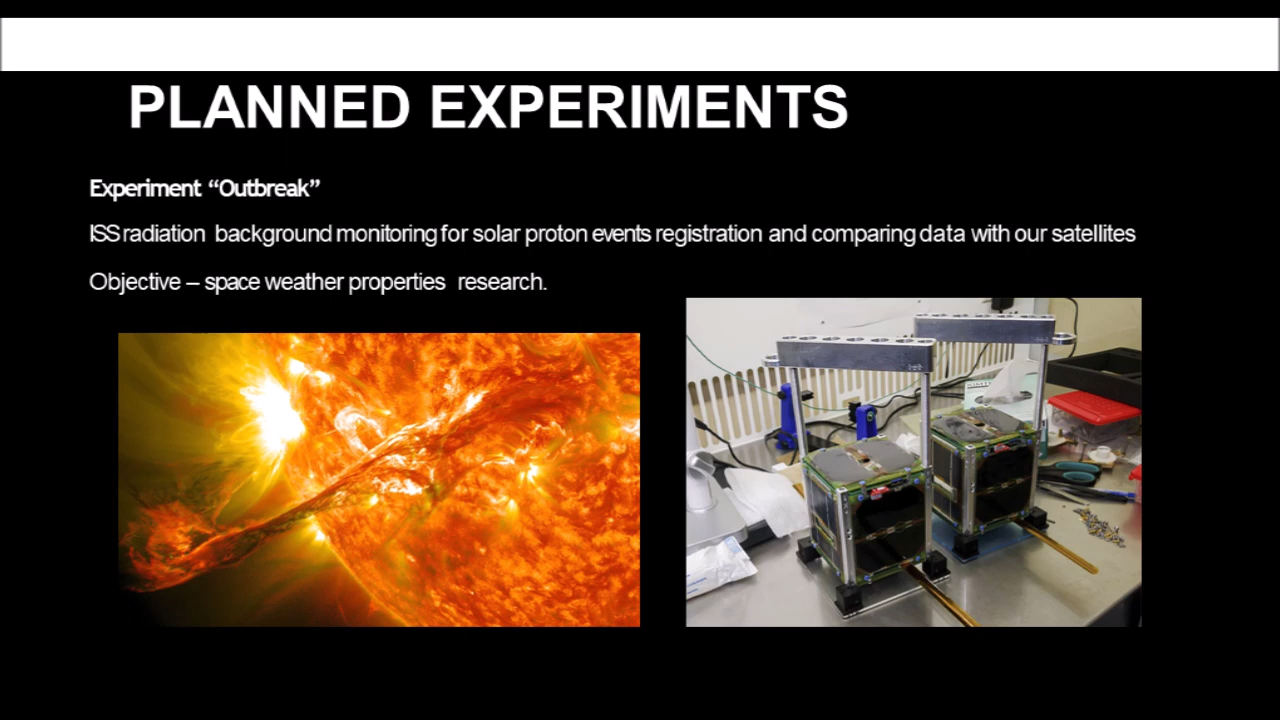 PLANNED EXPERIMENTS
Experiment “Outbreak”
ISS radiation background monitoring for solar proton events registration and comparing data with our satellites
Objective – space weather properties research.